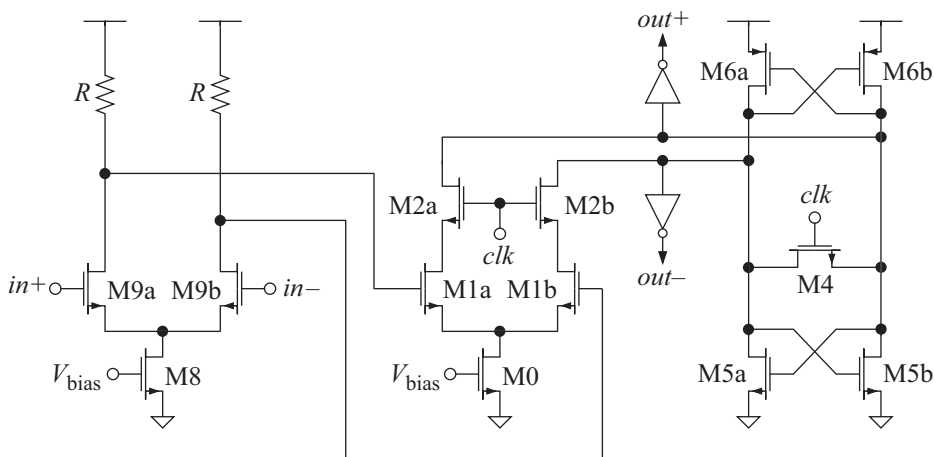 out+
M6a
M6b
R
R
M2a
M2b
clk
clk
out−
M4
in+
M9a
M9b
in−
M1a
M1b
Vbias
M8
Vbias
M0
M5a
M5b